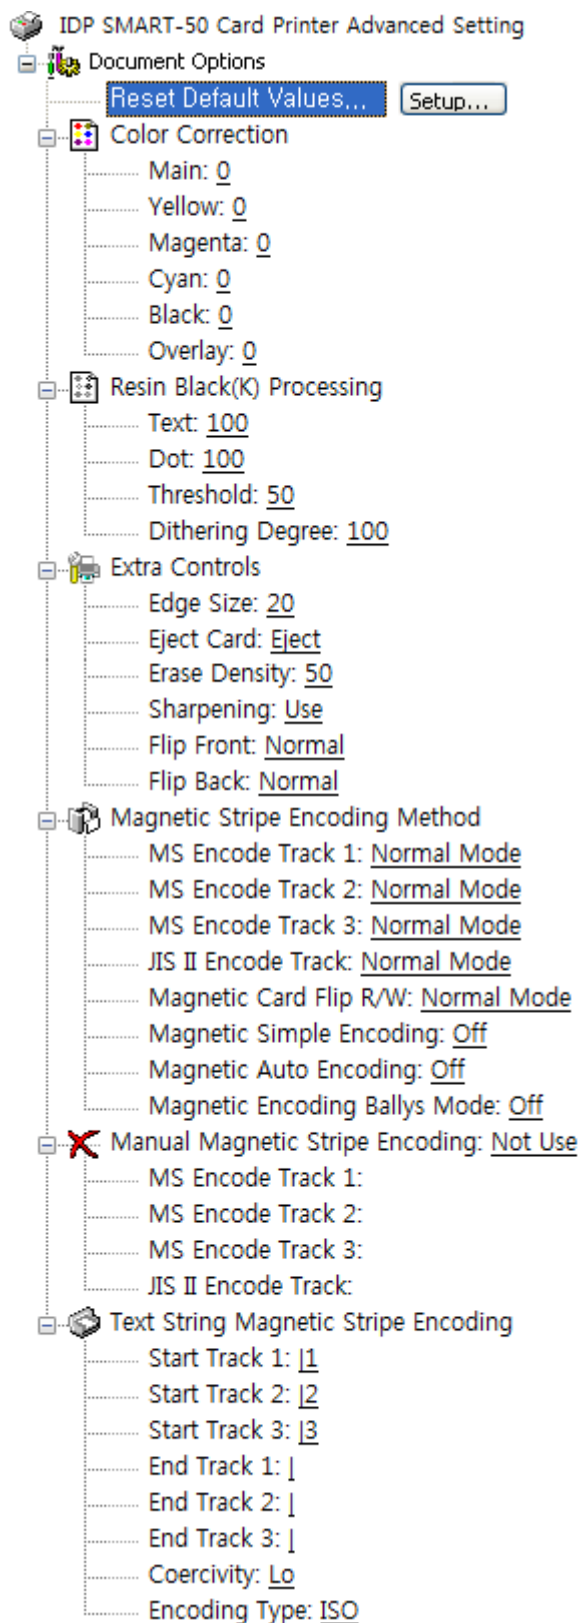 IDP SMART-50 Card Printer Advanced Setting
Document Options
Reset Default Values... Setup...
Color Correction
Main: 0
Yellow: 0
Magenta: 0
Cyan: 0
Black: 0
Overlay: 0
Resin Black(K) Processing
Text: 100
Dot: 100
Threshold: 50
Dithering Degree: 100
Extra Controls
Edge Size: 20
Eject Card: Eject
Erase Density: 50
Sharpening: Use
Flip Front: Normal
Flip Back: Normal
Magnetic Stripe Encoding Method
MS Encode Track 1: Normal Mode
MS Encode Track 2: Normal Mode
MS Encode Track 3: Normal Mode
JIS II Encode Track: Normal Mode
Magnetic Card Flip R/W: Normal Mode
Magnetic Simple Encoding: Off
Magnetic Auto Encoding: Off
Magnetic Encoding Ballys Mode: Off
Manual Magnetic Stripe Encoding: Not Use
MS Encode Track 1:
MS Encode Track 2:
MS Encode Track 3:
JIS II Encode Track:
Text String Magnetic Stripe Encoding
Start Track 1: |1
Start Track 2: |2
Start Track 3: |3
End Track 1: |
End Track 2: |
End Track 3: |
Coercivity: Lo
Encoding Type: ISO